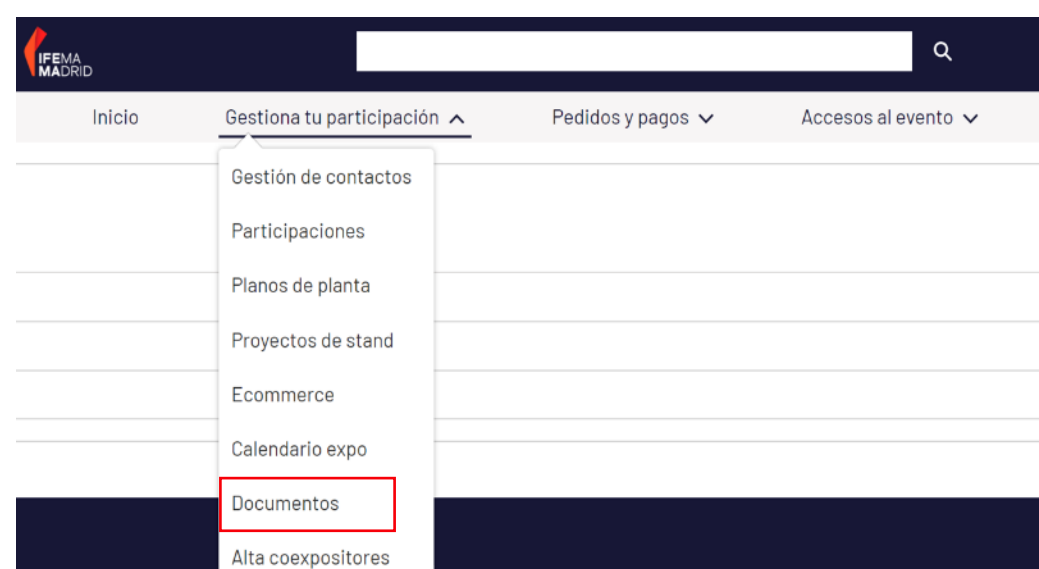 IFEMA
MADRID
Inicio
Gestiona tu participación
Pedidos y pagos
Accesos al evento
Gestión de contactos
Participaciones
Planos de planta
Proyectos de stand
Ecommerce
Calendario expo
Documentos
Alta coexpositores